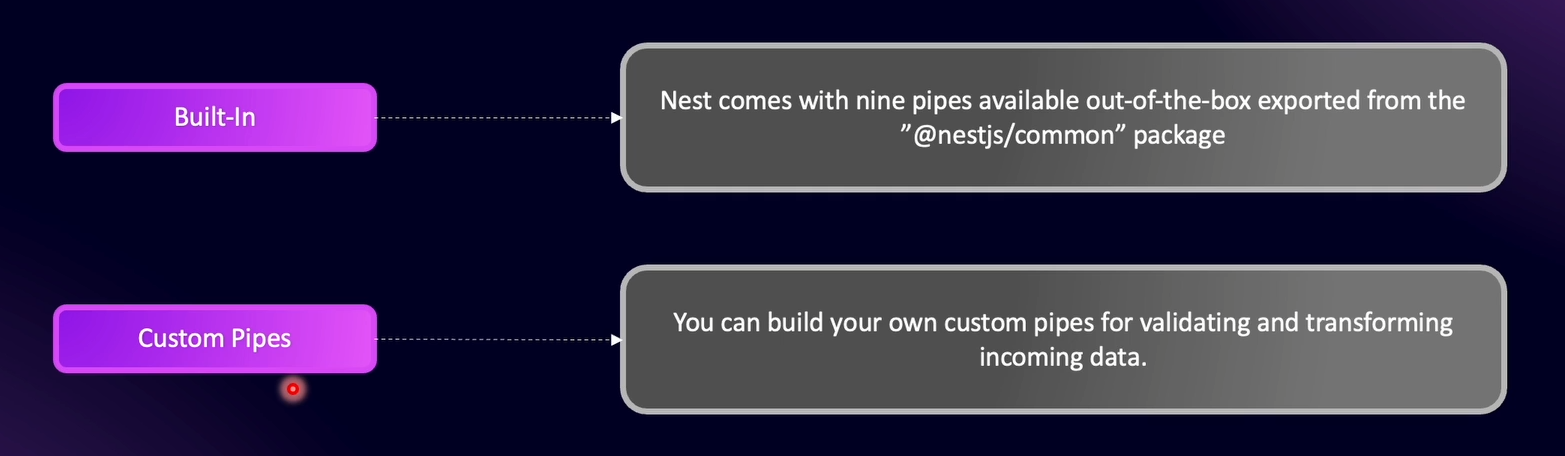 Built-In
Nest comes with nine pipes available out-of-the-box exported from the
”@nestjs/common” package
Custom Pipes
You can build your own custom pipes for validating and transforming
incoming data.